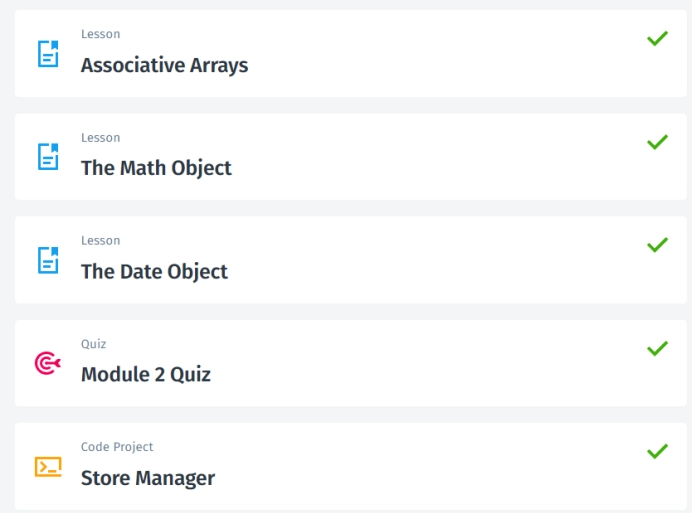 Lesson
Associative Arrays
Lesson
The Math Object
Lesson
The Date Object
Quiz
Module 2 Quiz
Code Project
Store Manager